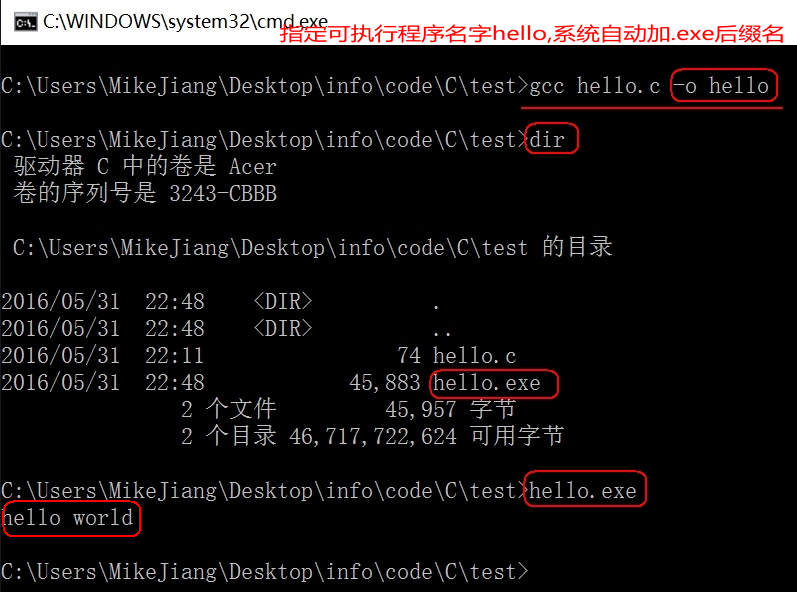 C:\WINDOWS\system32\cmd.exe
指定可执行程序名字hello,系统自动加.exe后缀名
C:\Users\MikeJiang\Desktop\info\code\C\test>gcc hello.c -o hello
C:\Users\MikeJiang\Desktop\info\code\C\test>dir
驱动器 C 中的卷是 Acer
卷的序列号是 3243-CBBB
C:\Users\MikeJiang\Desktop\info\code\C\test 的目录
2016/05/31  22:48    <DIR>          .
2016/05/31  22:48    <DIR>          ..
2016/05/31  22:11                74 hello.c
2016/05/31  22:48            45,883 hello.exe
2 个文件         45,957 字节
2 个目录 46,717,722,624 可用字节
C:\Users\MikeJiang\Desktop\info\code\C\test>hello.exe
hello world
C:\Users\MikeJiang\Desktop\info\code\C\test>